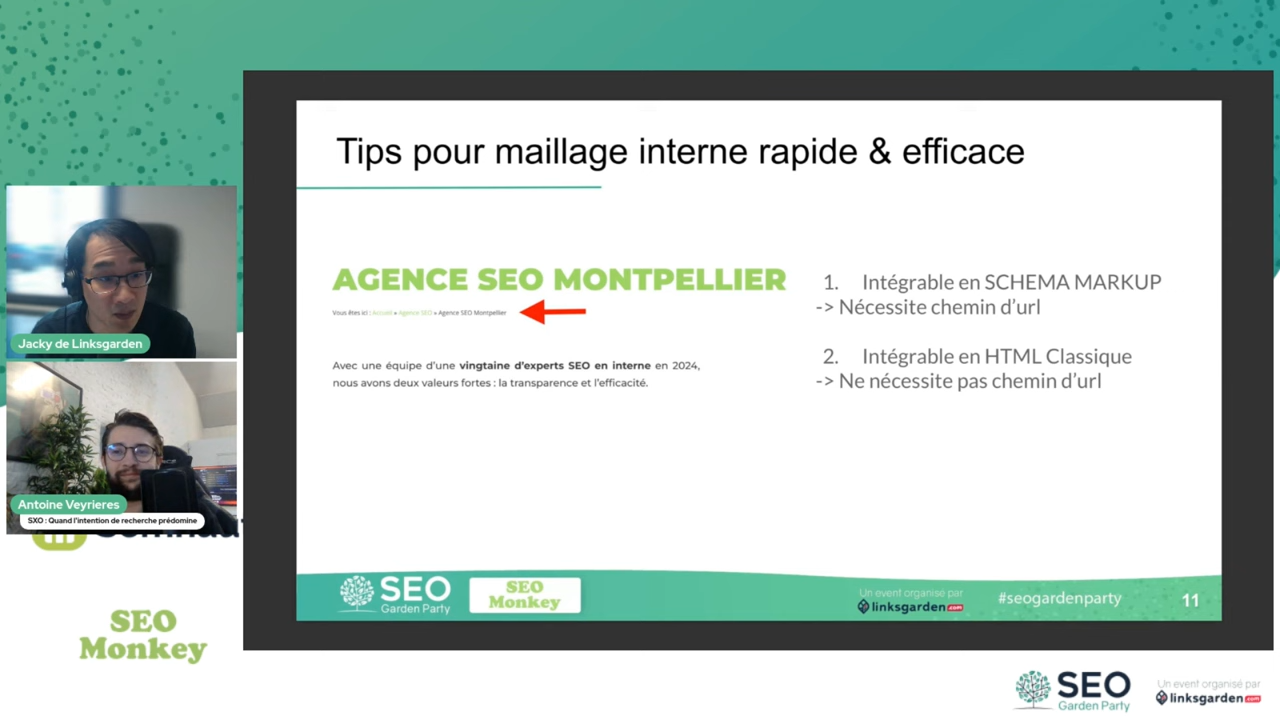 Tips pour maillage interne rapide & efficace
AGENCE SEO MONTPELLIER
Vous êtes ici : Accueil » Agence SEO » Agence SEO Montpellier
Avec une équipe d'une vingtaine d'experts SEO en interne en 2024,
nous avons deux valeurs fortes : la transparence et l'efficacité.
1. Intégrable en SCHEMA MARKUP
-> Nécessite chemin d'url
2. Intégrable en HTML Classique
-> Ne nécessite pas chemin d'url
Jacky de Linksgarden
Antoine Veyrieres
SXO : Quand l'intention de recherche prédomine
SEO
Garden Party
SEO
Monkey
Un event organisé par
linksgarden.com
#seogardenparty
11
SEO
Monkey
SEO
Garden Party
Un event organisé par
linksgarden.com